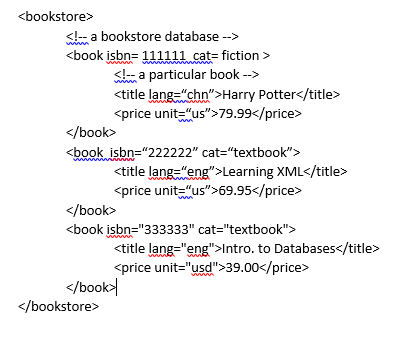 <bookstore>
<!-- a bookstore database -->
<book isbn= 111111  cat= fiction >
<!-- a particular book -->
<title lang=“chn”>Harry Potter</title>
<price unit=“us”>79.99</price>
</book>
<book  isbn=“222222” cat=“textbook”>
<title lang=“eng”>Learning XML</title>
<price unit=“us”>69.95</price>
</book>
<book isbn="333333" cat="textbook">
<title lang="eng">Intro. to Databases</title>
<price unit="usd">39.00</price>
</book>
</bookstore>